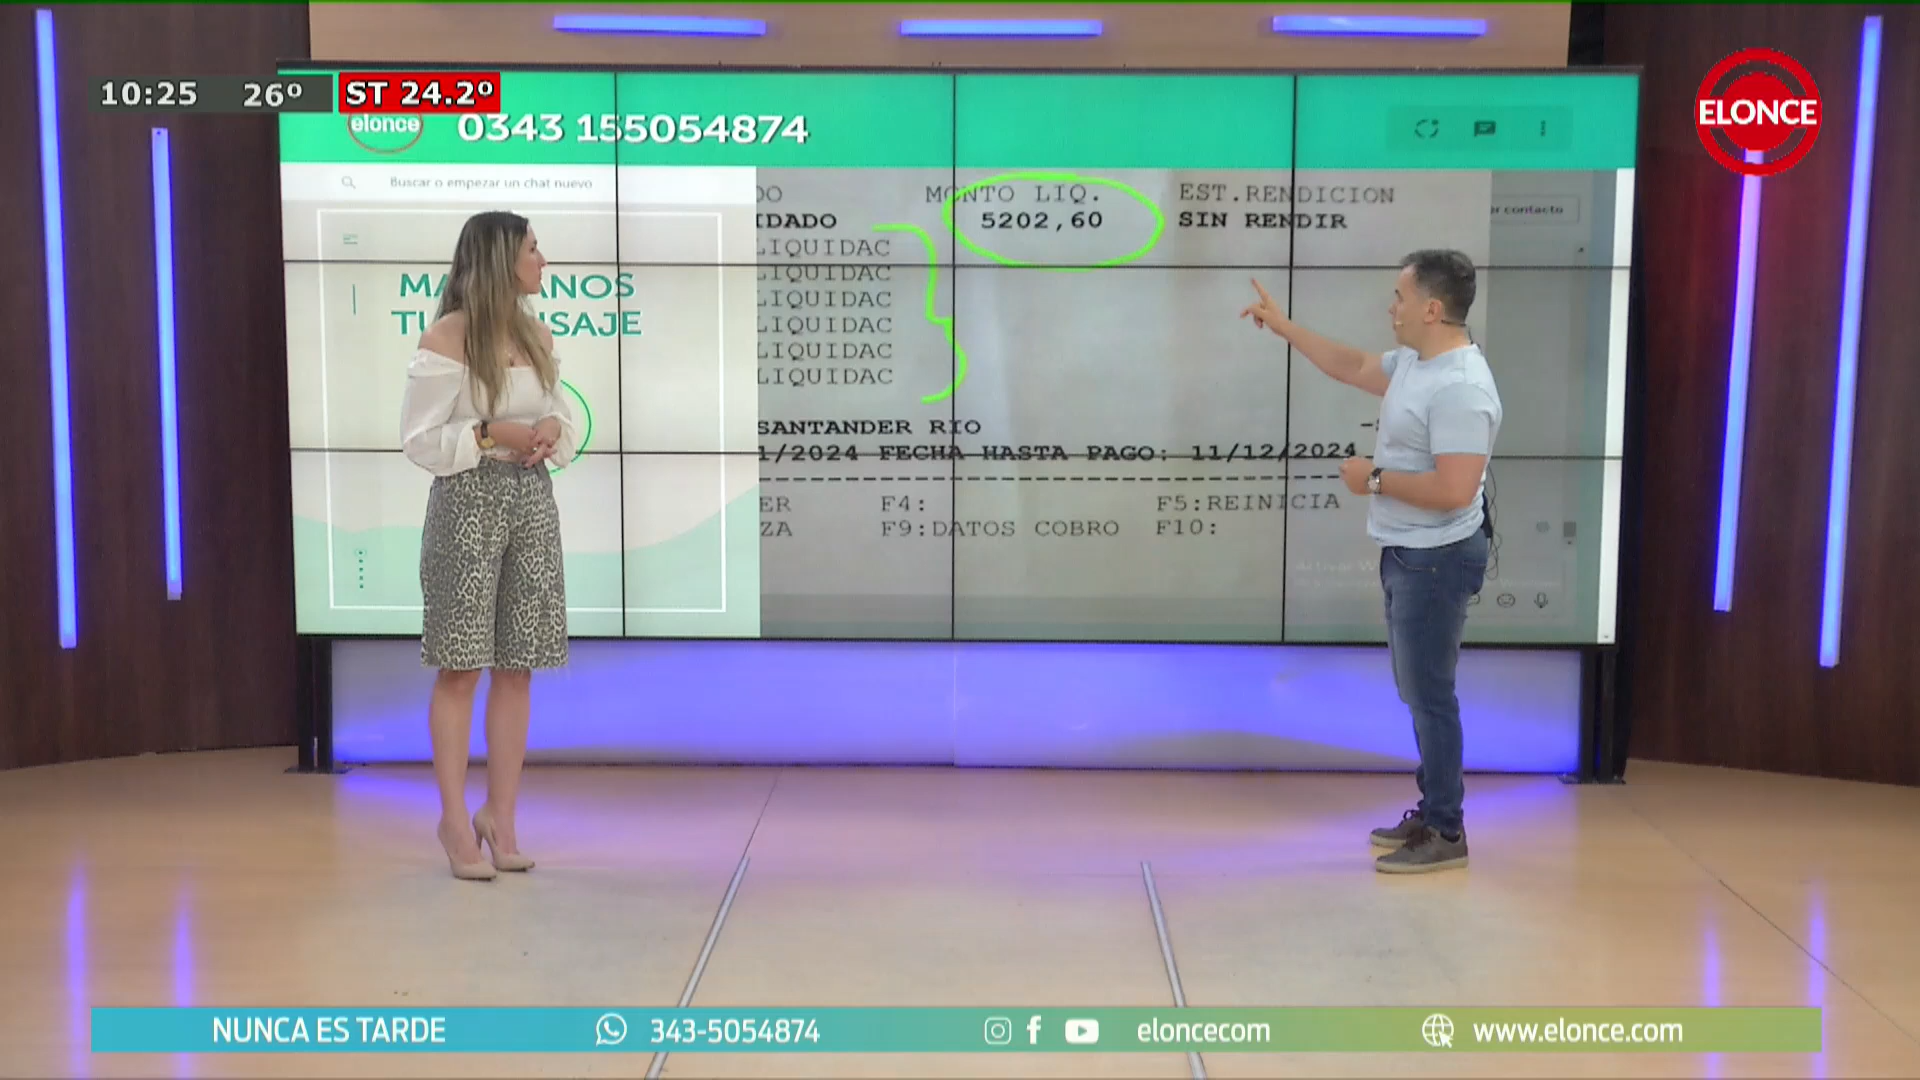 10:25 26º ST 24.2º
ELONCE
elonce 0343 155054874
Buscar o empezar un chat nuevo
MONTO LIQ. EST.RENDICION
IDADO 5202,60 SIN RENDIR
LIQUIDAC
LIQUIDAC
LIQUIDAC
LIQUIDAC
LIQUIDAC
LIQUIDAC
contacto
SANTANDER RIO
1/2024 FECHA HASTA PAGO: 11/12/2024
ER F4: F5:REINICIA
ZA F9:DATOS COBRO F10:
NUNCA ES TARDE 343-5054874 eloncecom www.elonce.com